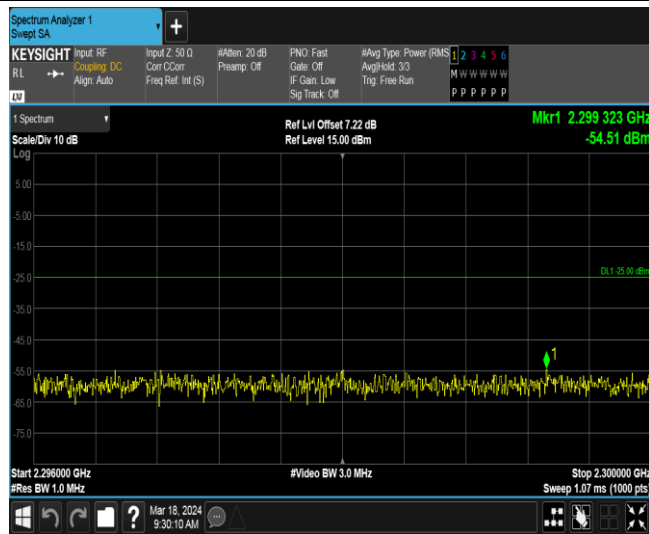 Spectrum Analyzer 1
Swept SA
+
KEYSIGHT
RL
Input: RF
Coupling: DC
Align: Auto
Input Z: 50 Ω
Corr CCorr
Freq Ref: Int (S)
#Atten: 20 dB
Preamp: Off
PNO: Fast
Gate: Off
IF Gain: Low
Sig Track: Off
#Avg Type: Power (RMS
Avg|Hold: 3/3
Trig: Free Run
1 2 3 4 5 6
M W W W W W
P P P P P P
LXI
1 Spectrum
Scale/Div 10 dB
Ref Lvl Offset 7.22 dB
Ref Level 15.00 dBm
Mkr1 2.299 323 GHz
-54.51 dBm
Log
5.00
-5.00
-15.0
DL1 -25.00 dBm
-25.0
-35.0
-45.0
1
-55.0
-65.0
-75.0
Start 2.296000 GHz
#Res BW 1.0 MHz
#Video BW 3.0 MHz
Stop 2.300000 GHz
Sweep 1.07 ms (1000 pts)
?
Mar 18, 2024
9:30:10 AM